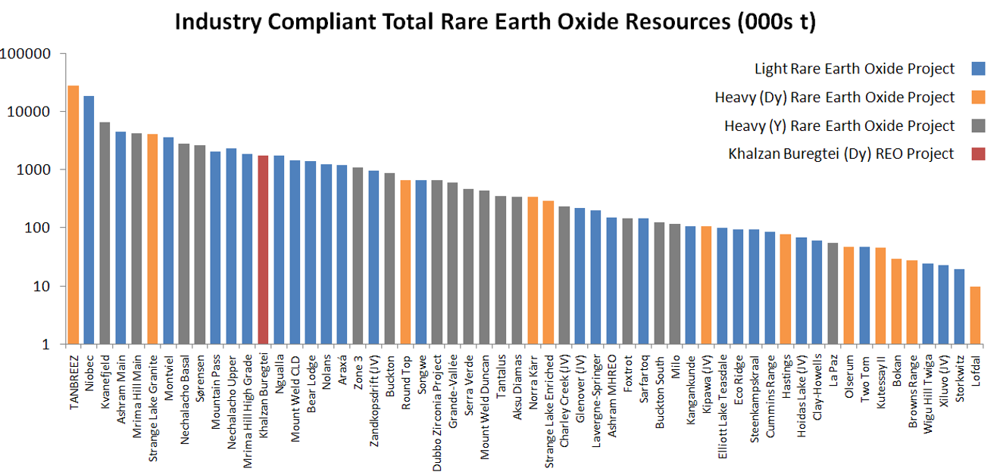 Industry Compliant Total Rare Earth Oxide Resources (000s t)
100000
10000
1000
100
10
1
Light Rare Earth Oxide Project
Heavy (Dy) Rare Earth Oxide Project
Heavy (Y) Rare Earth Oxide Project
Khalzan Buregtei (Dy) REO Project
TANBREEZ
Niobec
Kvanefjeld
Ashram Main
Mrima Hill Main
Strange Lake Granite
Montviel
Nechalacho Basal
Sørensen
Mountain Pass
Nechalacho Upper
Mrima Hill High Grade
Khalzan Buregtei
Ngualla
Mount Weld CLD
Bear Lodge
Nolans
Araxá
Zone 3
Zandkopsdrift (JV)
Buckton
Round Top
Songwe
Dubbo Zirconia Project
Grande-Vallée
Serra Verde
Mount Weld Duncan
Tantalus
Aksu Diamas
Norra Kärr
Strange Lake Enriched
Charley Creek (JV)
Glenover (JV)
Lavergne-Springer
Ashram MHREO
Foxtrot
Sarfartoq
Buckton South
Milo
Kangankunde
Kipawa (JV)
Elliott Lake Teasdale
Eco Ridge
Steenkampskraal
Cummins Range
Hastings
Hoidas Lake (JV)
Clay-Howells
La Paz
Olserum
Two Tom
Kutessay II
Bokan
Browns Range
Wigu Hill Twiga
Xiluvo (JV)
Storkwitz
Lofdal